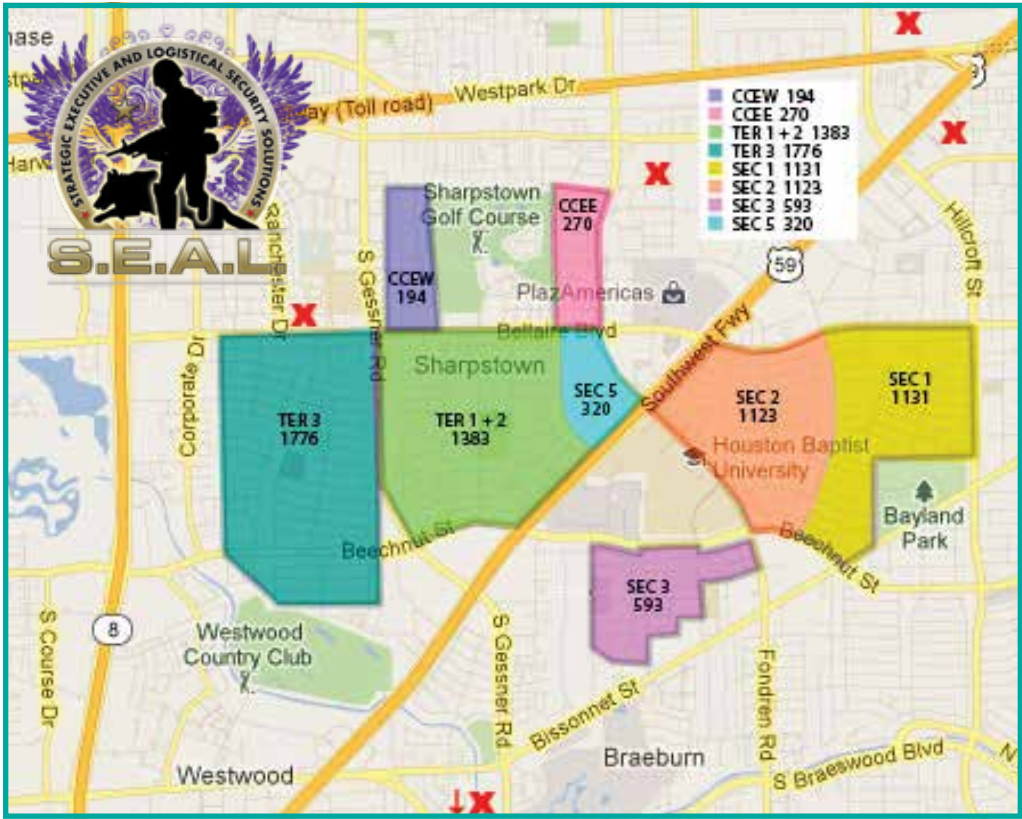 STRATEGIC EXECUTIVE AND LOGISTICAL SECURITY SOLUTIONS
S.E.A.L.
way (Toll road)
Westpark Dr
CCEW 194
CCEE 270
TER 1 + 2 1383
TER 3 1776
SEC 1 1131
SEC 2 1123
SEC 3 593
SEC 5 320
X
X
X
X
Sharpstown
Golf Course
CCEE
270
CCEW
194
PlazAmericas
59
Hillcroft St
Ranchester Dr
S Gessner Rd
Bellaire Blvd
Southwest Fwy
Corporate Dr
Sharpstown
TER 3
1776
TER 1 + 2
1383
SEC 5
320
SEC 2
1123
SEC 1
1131
Houston Baptist
University
Bayland
Park
Beechnut St
Beechnut St
SEC 3
593
8
S Course Dr
Westwood
Country Club
S Gessner Rd
Bissonnet St
Fondren Rd
Westwood
Braeburn
S Braeswood Blvd
N
X